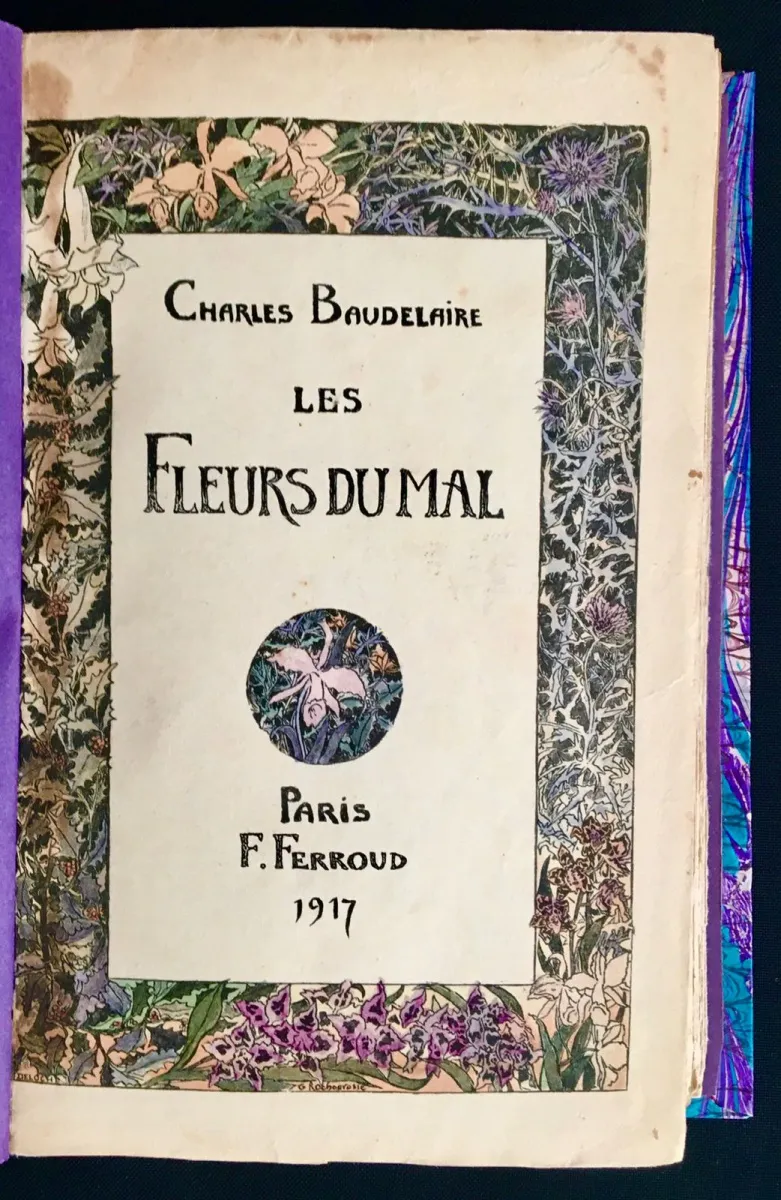 CHARLES BAUDELAiRE
LES
FLEURS DU MAL
PARiS
F. FERROUD
1917